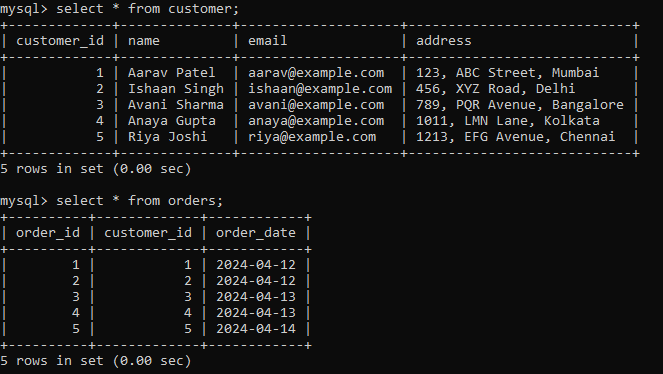 mysql> select * from customer;
+-------------+--------------+--------------------+---------------------------+
| customer_id | name         | email              | address                   |
+-------------+--------------+--------------------+---------------------------+
|           1 | Aarav Patel  | aarav@example.com  | 123, ABC Street, Mumbai   |
|           2 | Ishaan Singh | ishaan@example.com | 456, XYZ Road, Delhi      |
|           3 | Avani Sharma | avani@example.com  | 789, PQR Avenue, Bangalore |
|           4 | Anaya Gupta  | anaya@example.com  | 1011, LMN Lane, Kolkata   |
|           5 | Riya Joshi   | riya@example.com   | 1213, EFG Avenue, Chennai |
+-------------+--------------+--------------------+---------------------------+
5 rows in set (0.00 sec)
mysql> select * from orders;
+----------+-------------+------------+
| order_id | customer_id | order_date |
+----------+-------------+------------+
|        1 |           1 | 2024-04-12 |
|        2 |           2 | 2024-04-12 |
|        3 |           3 | 2024-04-13 |
|        4 |           4 | 2024-04-13 |
|        5 |           5 | 2024-04-14 |
+----------+-------------+------------+
5 rows in set (0.00 sec)